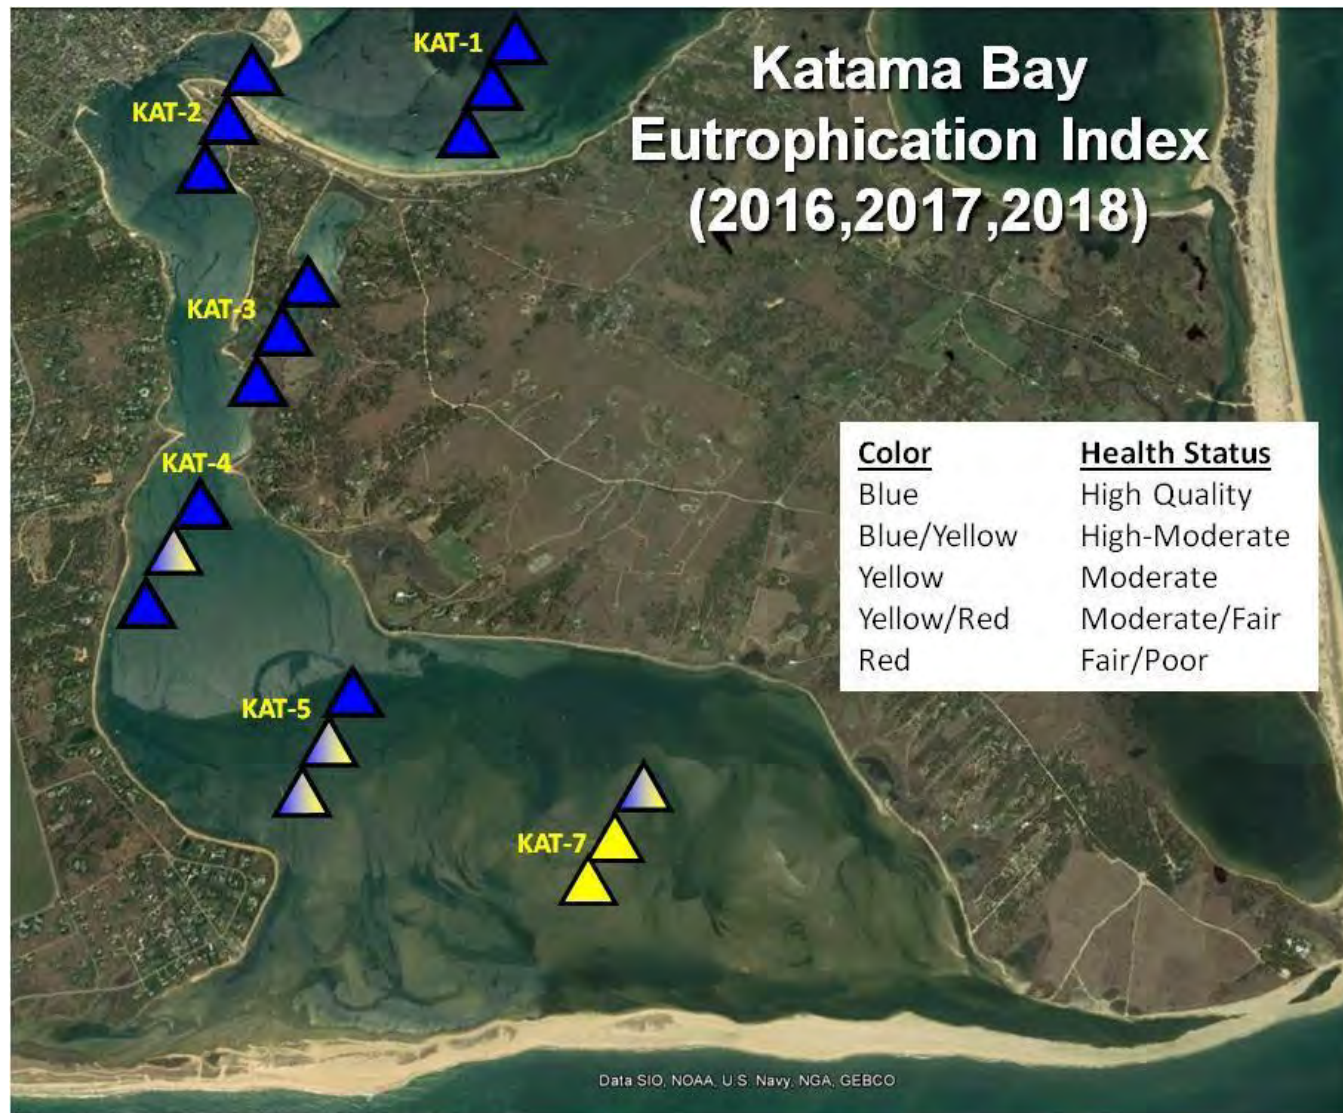 Katama Bay
Eutrophication Index
(2016,2017,2018)
KAT-1
KAT-2
KAT-3
KAT-4
KAT-5
KAT-7
Color Health Status
Blue High Quality
Blue/Yellow High-Moderate
Yellow Moderate
Yellow/Red Moderate/Fair
Red Fair/Poor
Data SIO, NOAA, U.S. Navy, NGA, GEBCO